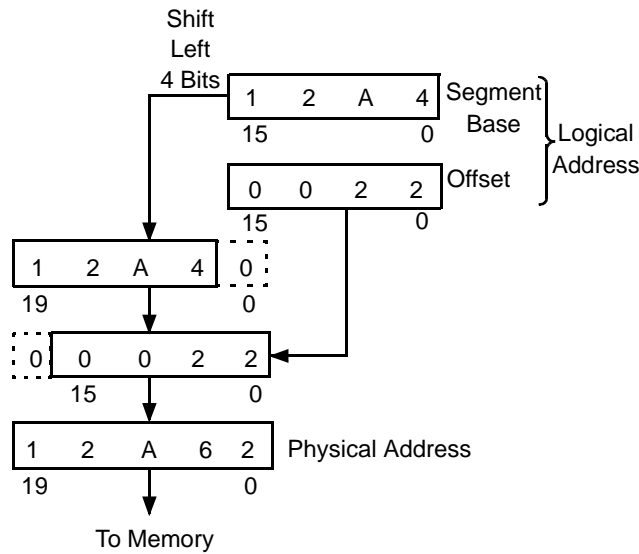 Shift
Left
4 Bits
1 2 A 4
Segment
Base
15 0
Logical
Address
0 0 2 2
Offset
15 0
1 2 A 4 0
19 0
0 0 0 2 2
15 0
1 2 A 6 2
Physical Address
19 0
To Memory